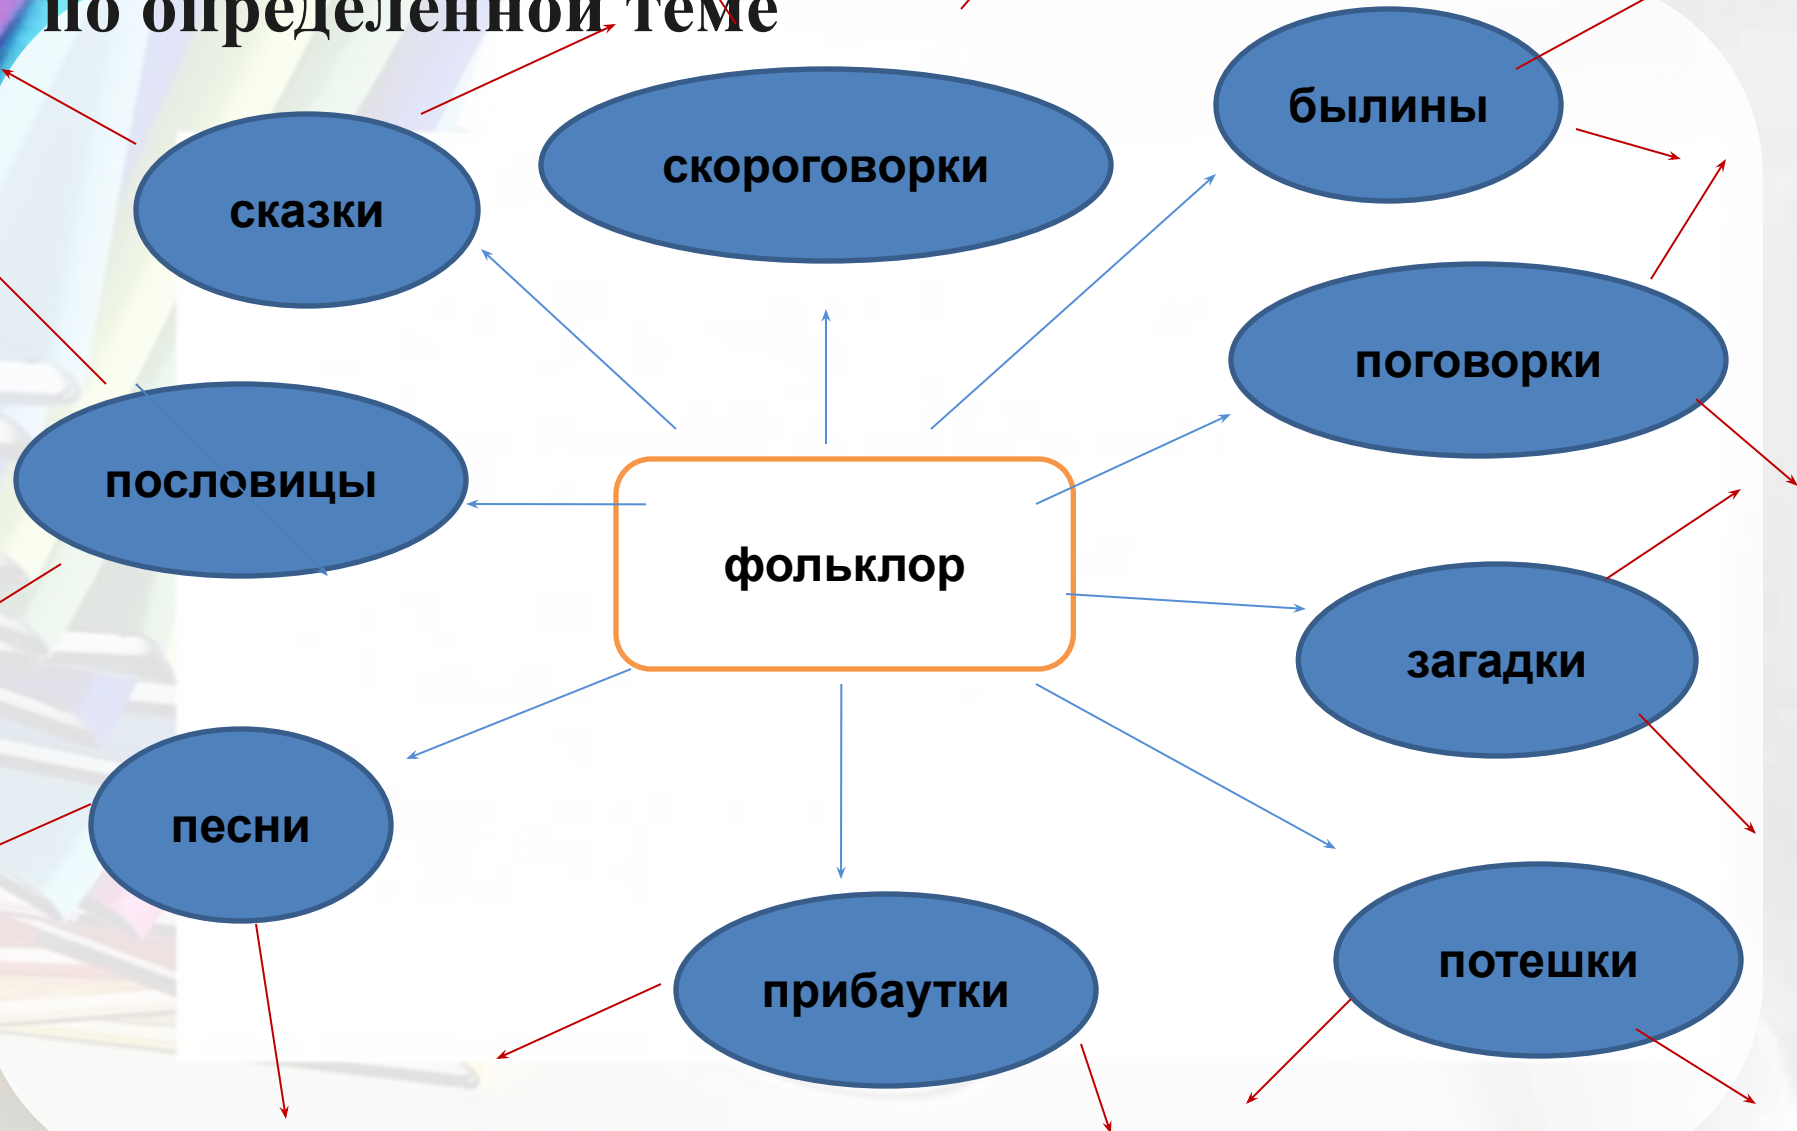 по определенной теме
былины
скороговорки
сказки
поговорки
пословицы
фольклор
загадки
песни
потешки
прибаутки